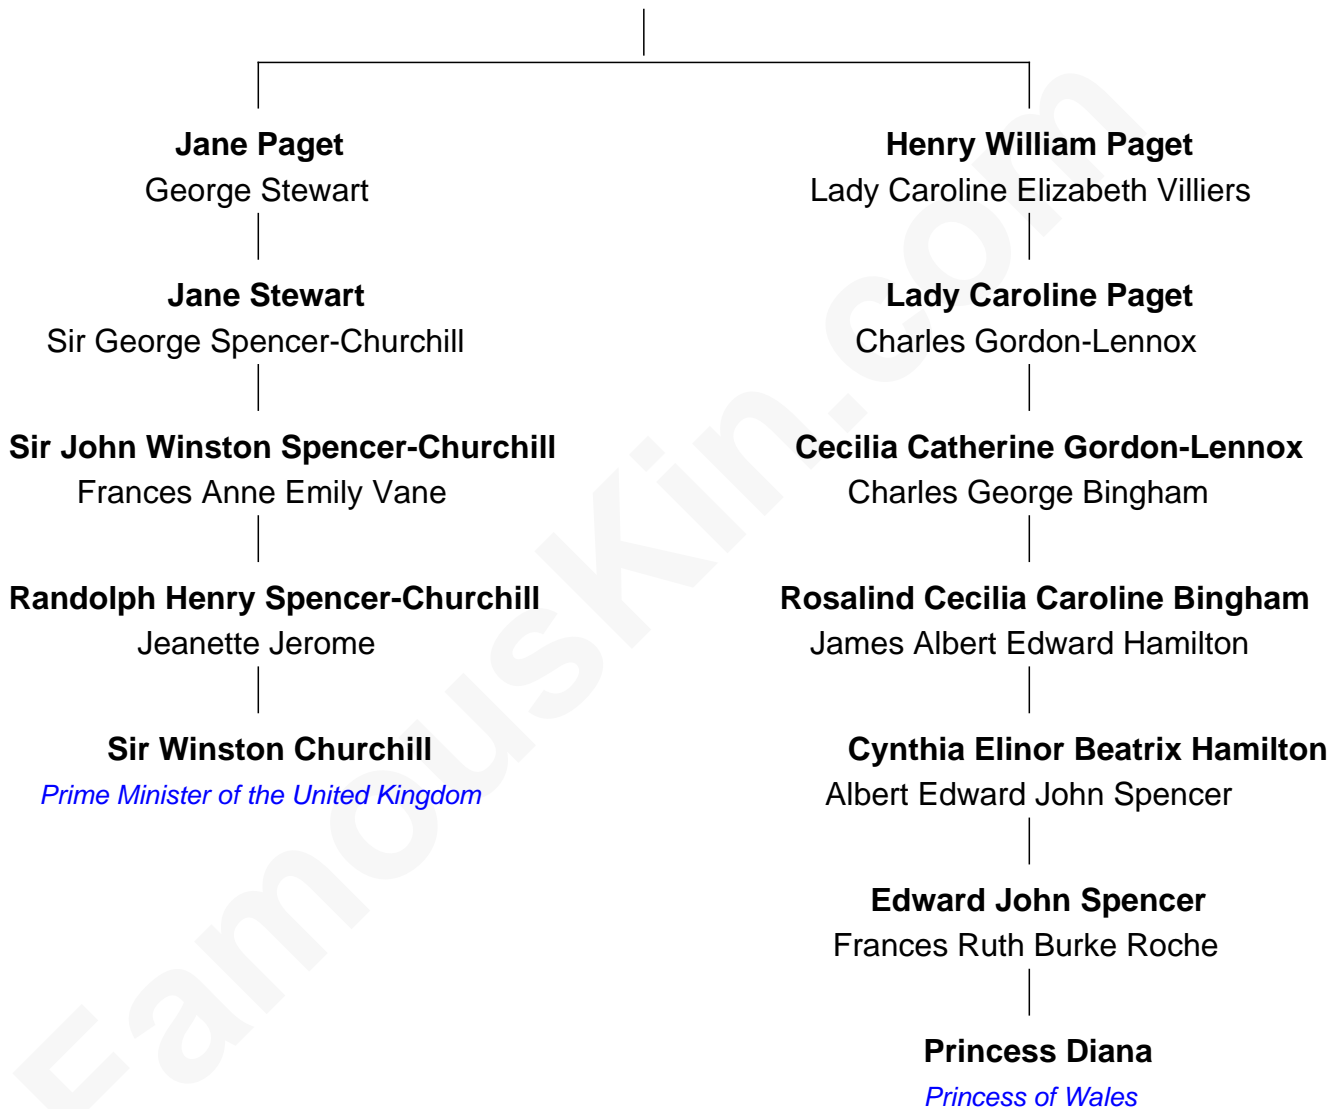 Jane Paget
George Stewart
Jane Stewart
Sir George Spencer-Churchill
Sir John Winston Spencer-Churchill
Frances Anne Emily Vane
Randolph Henry Spencer-Churchill
Jeanette Jerome
Sir Winston Churchill
Prime Minister of the United Kingdom
Henry William Paget
Lady Caroline Elizabeth Villiers
Lady Caroline Paget
Charles Gordon-Lennox
Cecilia Catherine Gordon-Lennox
Charles George Bingham
Rosalind Cecilia Caroline Bingham
James Albert Edward Hamilton
Cynthia Elinor Beatrix Hamilton
Albert Edward John Spencer
Edward John Spencer
Frances Ruth Burke Roche
Princess Diana
Princess of Wales
FamousKin.com